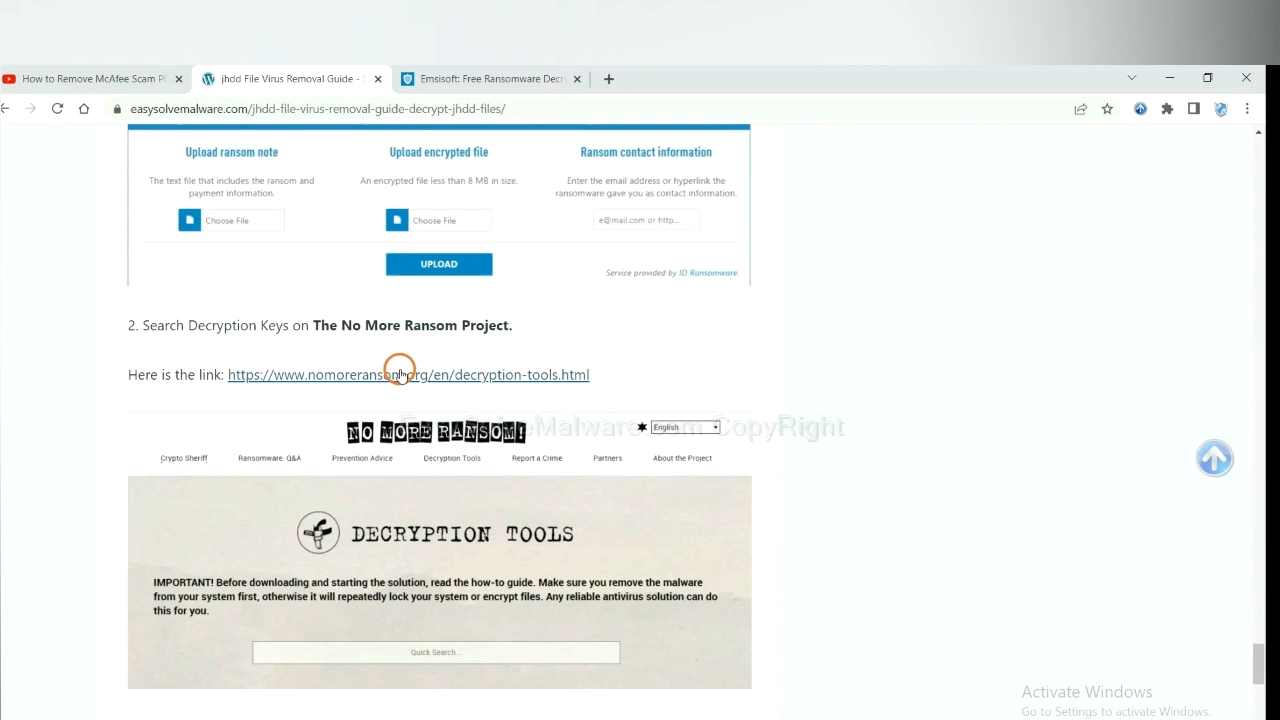 How to Remove McAfee Scam P
jhdd File Virus Removal Guide -
Emsisoft: Free Ransomware Decr
easysolvemalware.com/jhdd-file-virus-removal-guide-decrypt-jhdd-files/
Upload ransom note
Upload encrypted file
Ransom contact information
The text file that includes the ransom and
payment information.
An encrypted file less than 8 MB in size.
Enter the email address or hyperlink the
ransomware gave you as contact information.
Choose File
Choose File
e@mail.com or http...
UPLOAD
Service provided by ID Ransomware.
2. Search Decryption Keys on The No More Ransom Project.
Here is the link: https://www.nomoreransom.org/en/decryption-tools.html
EasySolveMalware.com CopyRight
NO MORE RANSOM!
English
Crypto Sheriff
Ransomware: Q&A
Prevention Advice
Decryption Tools
Report a Crime
Partners
About the Project
DECRYPTION TOOLS
IMPORTANT! Before downloading and starting the solution, read the how-to guide. Make sure you remove the malware
from your system first, otherwise it will repeatedly lock your system or encrypt files. Any reliable antivirus solution can do
this for you.
Quick Search...
Activate Windows
Go to Settings to activate Windows.